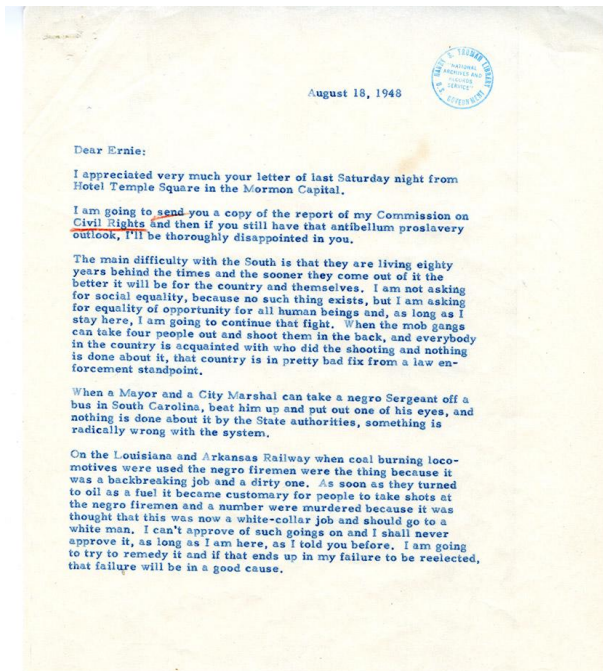 HARRY S. TRUMAN LIBRARY
"NATIONAL
ARCHIVES AND
RECORDS
SERVICE"
U. S. GOVERNMENT
August 18, 1948
Dear Ernie:
I appreciated very much your letter of last Saturday night from
Hotel Temple Square in the Mormon Capital.
I am going to send you a copy of the report of my Commission on
Civil Rights and then if you still have that antibellum proslavery
outlook, I'll be thoroughly disappointed in you.
The main difficulty with the South is that they are living eighty
years behind the times and the sooner they come out of it the
better it will be for the country and themselves. I am not asking
for social equality, because no such thing exists, but I am asking
for equality of opportunity for all human beings and, as long as I
stay here, I am going to continue that fight. When the mob gangs
can take four people out and shoot them in the back, and everybody
in the country is acquainted with who did the shooting and nothing
is done about it, that country is in pretty bad fix from a law en-
forcement standpoint.
When a Mayor and a City Marshal can take a negro Sergeant off a
bus in South Carolina, beat him up and put out one of his eyes, and
nothing is done about it by the State authorities, something is
radically wrong with the system.
On the Louisiana and Arkansas Railway when coal burning loco-
motives were used the negro firemen were the thing because it
was a backbreaking job and a dirty one. As soon as they turned
to oil as a fuel it became customary for people to take shots at
the negro firemen and a number were murdered because it was
thought that this was now a white-collar job and should go to a
white man. I can't approve of such goings on and I shall never
approve it, as long as I am here, as I told you before. I am going
to try to remedy it and if that ends up in my failure to be reelected,
that failure will be in a good cause.